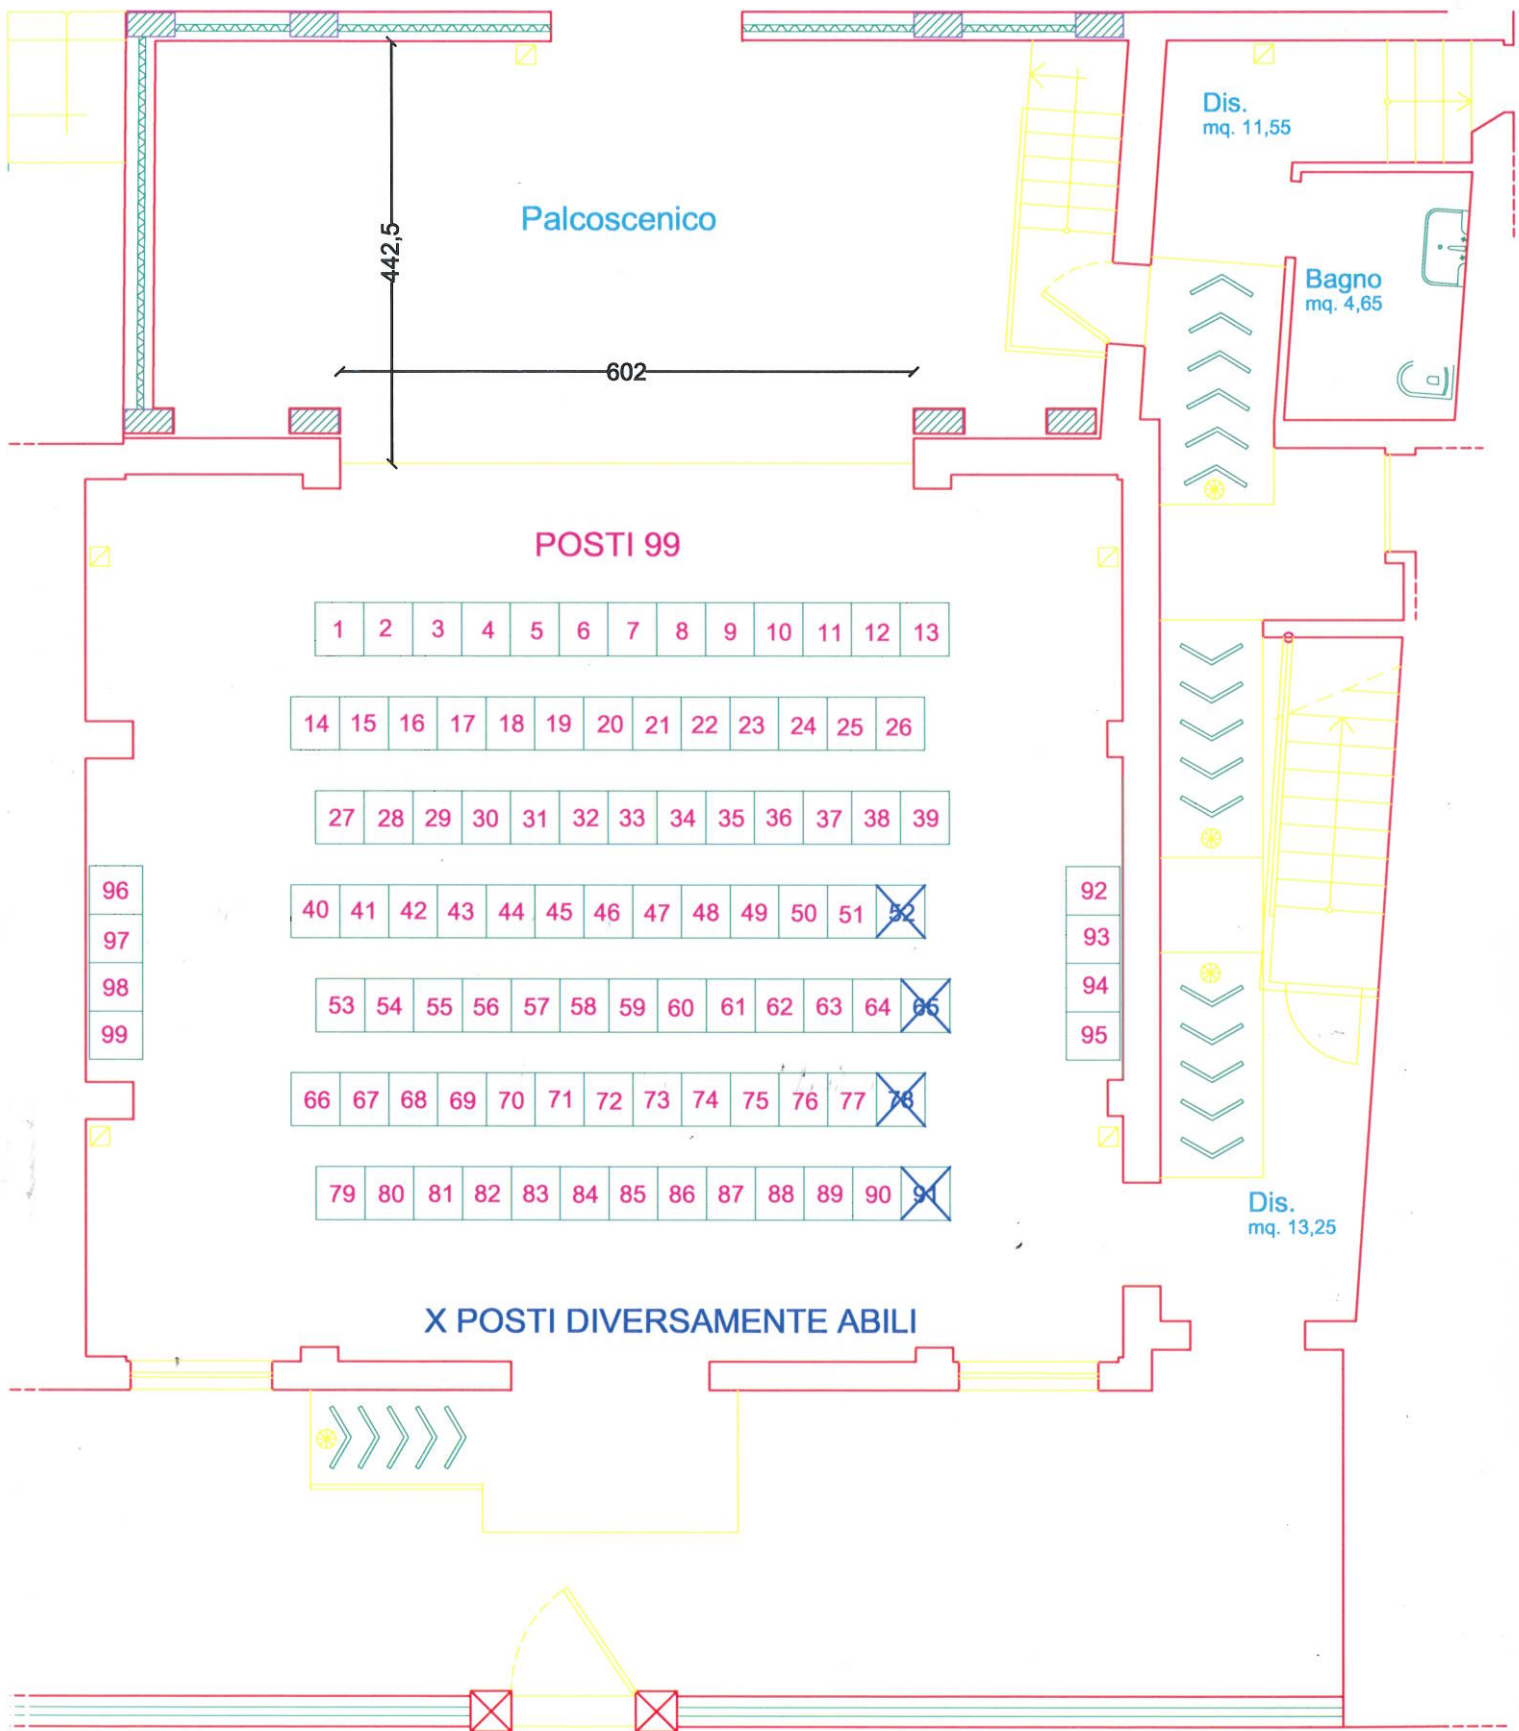 Dis.
mq. 11,55
Palcoscenico
442,5
Bagno
mq. 4,65
602
POSTI 99
1 2 3 4 5 6 7 8 9 10 11 12 13
14 15 16 17 18 19 20 21 22 23 24 25 26
27 28 29 30 31 32 33 34 35 36 37 38 39
96
97
98
99
40 41 42 43 44 45 46 47 48 49 50 51 52
92
93
94
95
53 54 55 56 57 58 59 60 61 62 63 64 65
66 67 68 69 70 71 72 73 74 75 76 77 78
79 80 81 82 83 84 85 86 87 88 89 90 91
Dis.
mq. 13,25
X POSTI DIVERSAMENTE ABILI